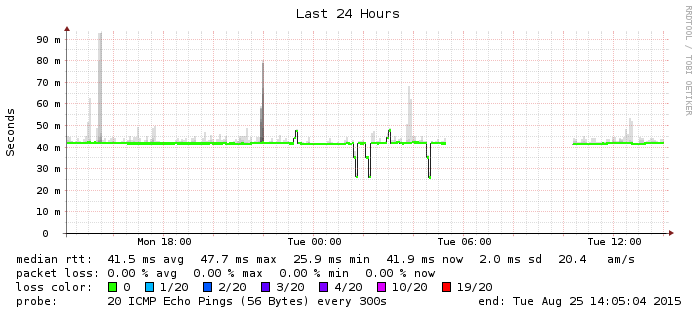 Last 24 Hours
RRDTOOL / TOBI OETIKER
Seconds
90 m
80 m
70 m
60 m
50 m
40 m
30 m
20 m
10 m
0
Mon 18:00 Tue 00:00 Tue 06:00 Tue 12:00
median rtt: 41.5 ms avg 47.7 ms max 25.9 ms min 41.9 ms now 2.0 ms sd 20.4 am/s
packet loss: 0.00 % avg 0.00 % max 0.00 % min 0.00 % now
loss color: 0 1/20 2/20 3/20 4/20 10/20 19/20
probe: 20 ICMP Echo Pings (56 Bytes) every 300s end: Tue Aug 25 14:05:04 2015